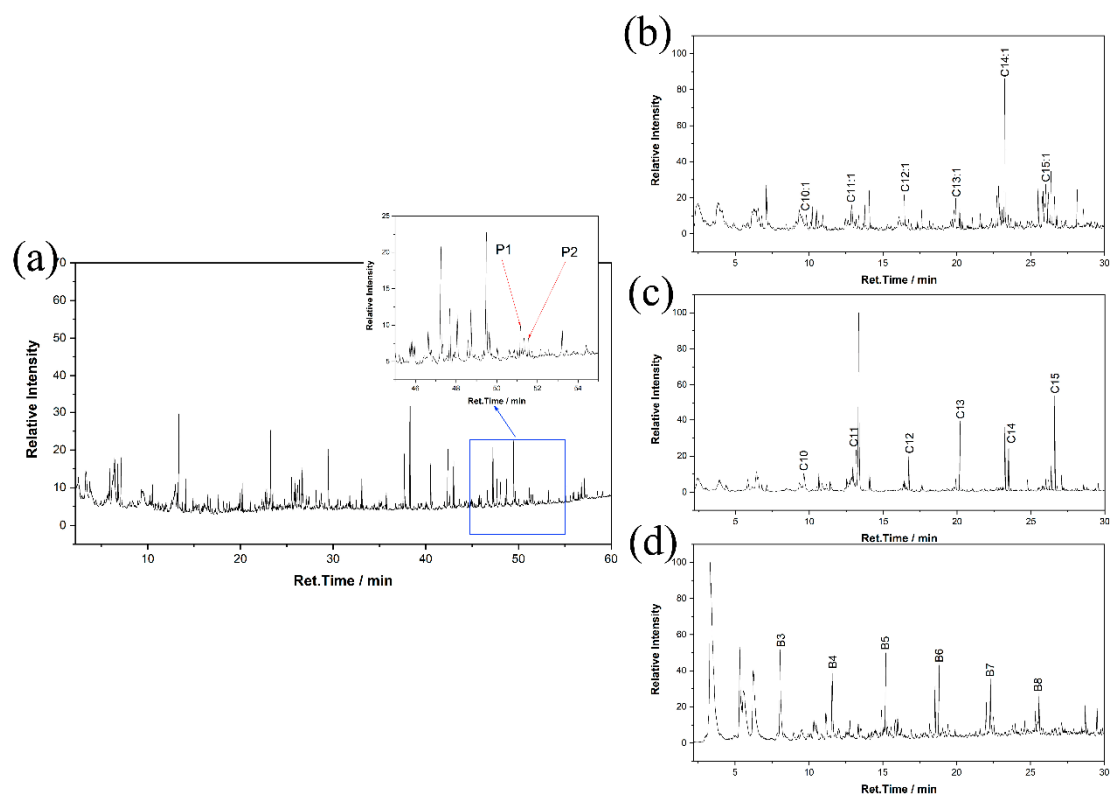 (a)
70
60
50
40
30
20
10
0
Relative Intensity
10
20
30
40
50
60
Ret.Time / min
25
20
15
10
5
Relative Intensity
P1
P2
46
48
50
52
54
Ret.Time / min
(b)
100
80
60
40
20
0
Relative Intensity
C10:1
C11:1
C12:1
C13:1
C14:1
C15:1
5
10
15
20
25
30
Ret.Time / min
(c)
100
80
60
40
20
0
Relative Intensity
C10
C11
C12
C13
C14
C15
5
10
15
20
25
30
Ret.Time / min
(d)
100
80
60
40
20
0
Relative Intensity
B3
B4
B5
B6
B7
B8
5
10
15
20
25
30
Ret.Time / min